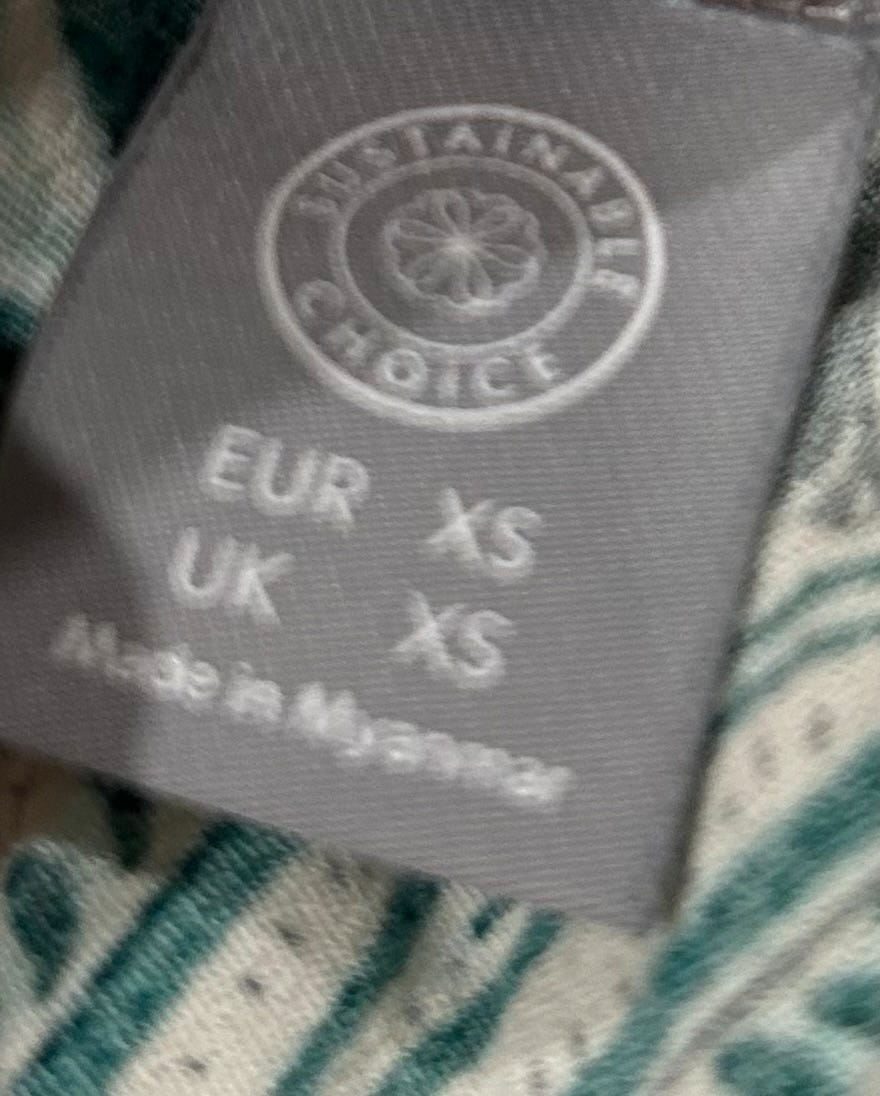 SUSTAINABLE
CHOICE
EUR XS
UK XS
Made in Myanmar